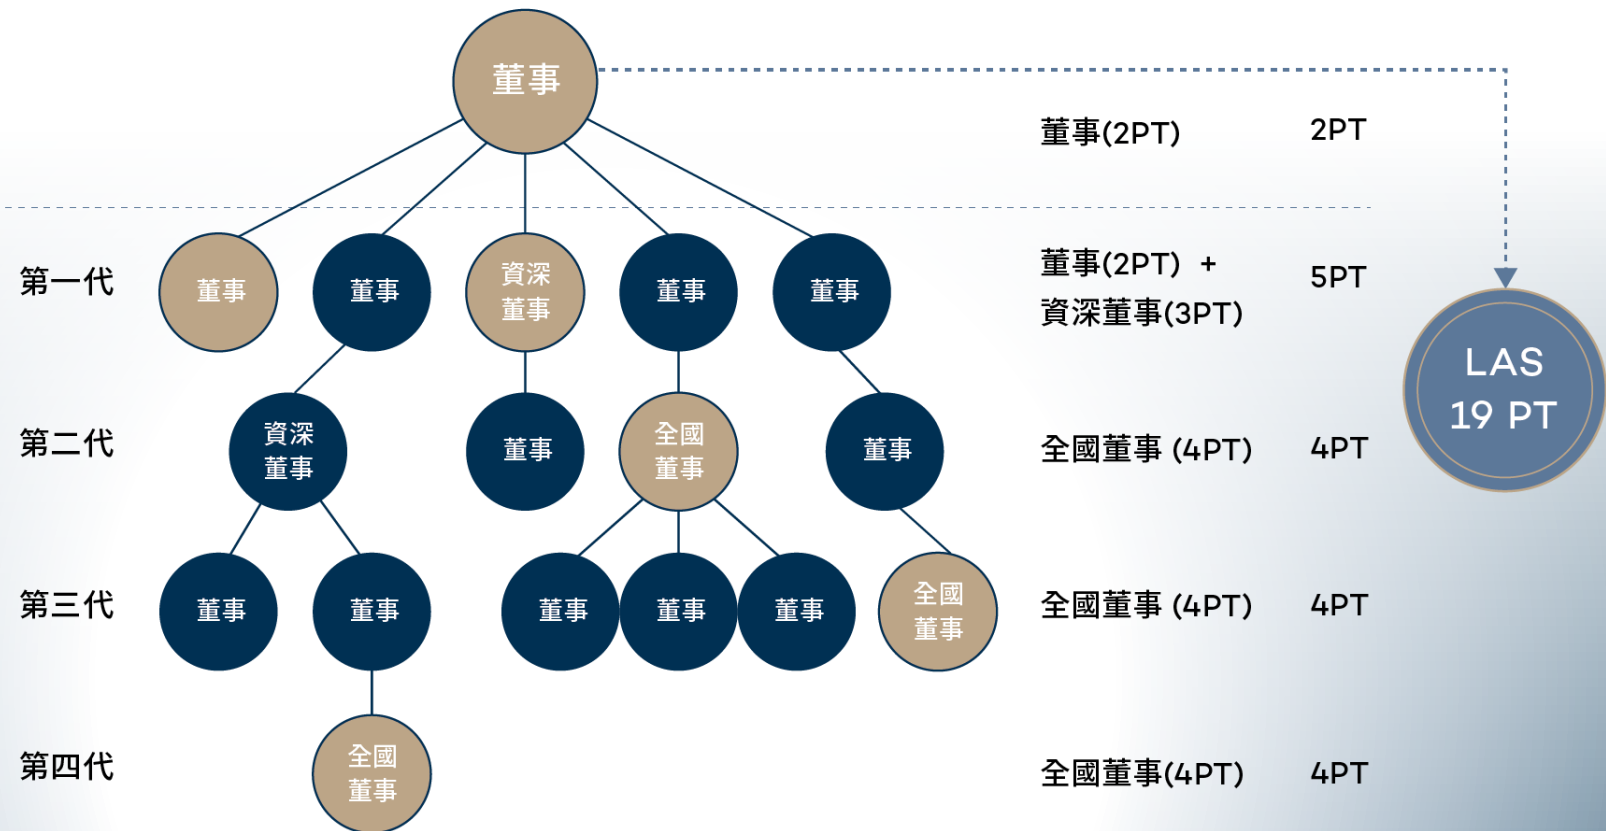 董事
董事(2PT) 2PT
第一代
董事
董事
資深
董事
董事
董事
董事(2PT) +
資深董事(3PT)
5PT
LAS
19 PT
第二代
資深
董事
董事
全國
董事
董事
全國董事 (4PT) 4PT
第三代
董事
董事
董事
董事
董事
全國
董事
全國董事 (4PT) 4PT
第四代
全國
董事
全國董事(4PT) 4PT